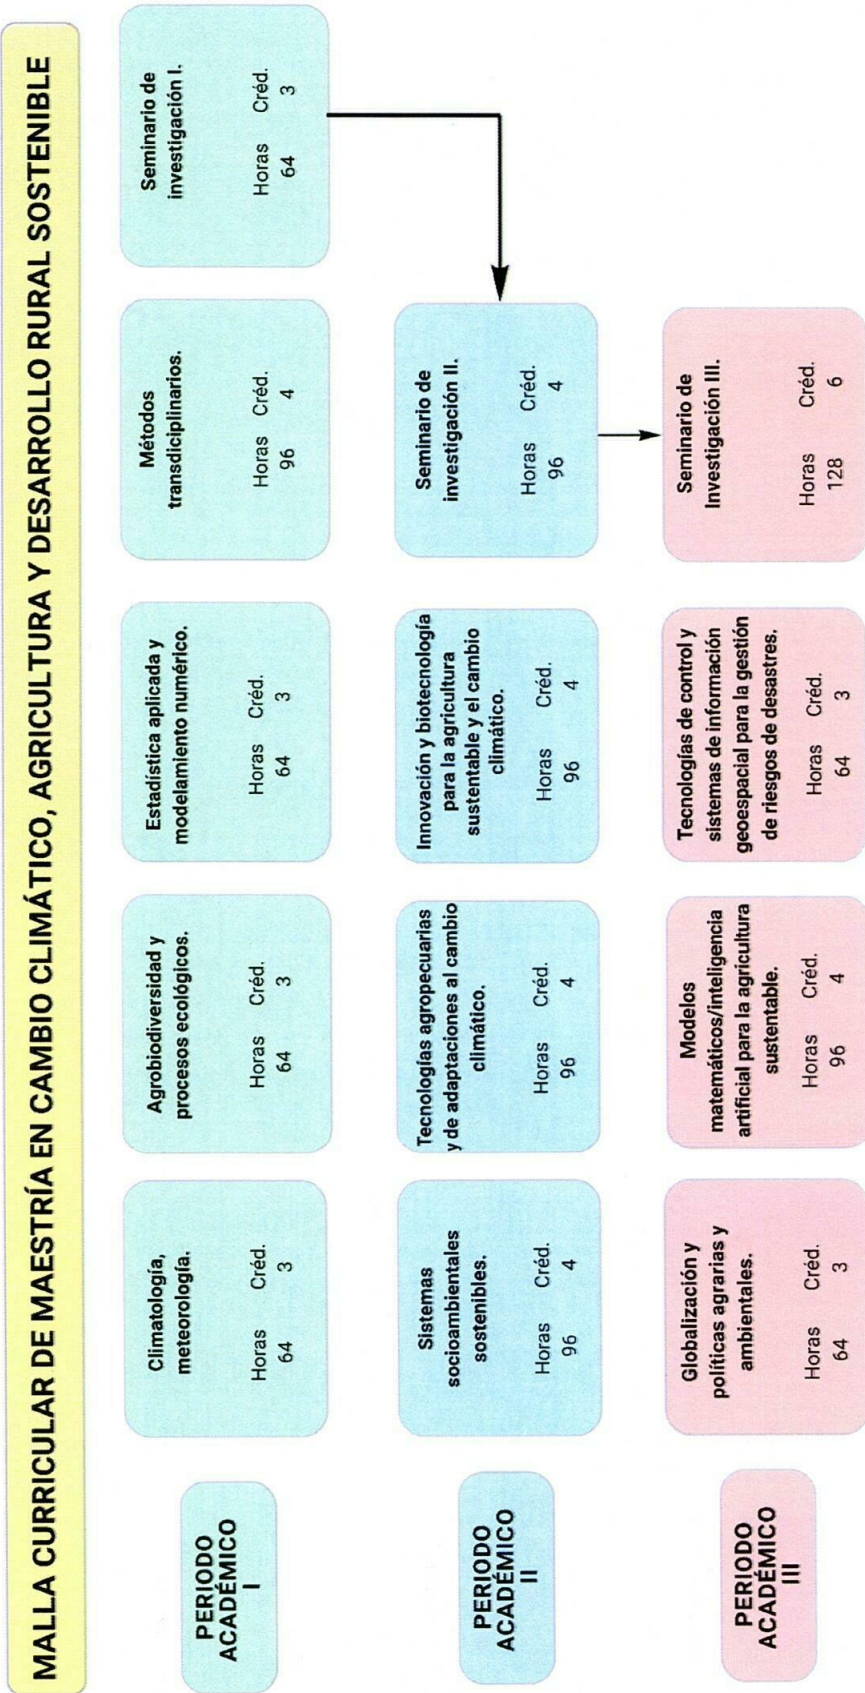 MALLA CURRICULAR DE MAESTRÍA EN CAMBIO CLIMÁTICO, AGRICULTURA Y DESARROLLO RURAL SOSTENIBLE
PERIODO
ACADÉMICO
I
Climatología,
meteorología.
Horas Créd.
64 3
Agrobiodiversidad y
procesos ecológicos.
Horas Créd.
64 3
Estadística aplicada y
modelamiento numérico.
Horas Créd.
64 3
Métodos
transdiciplinarios.
Horas Créd.
96 4
Seminario de
investigación I.
Horas Créd.
64 3
PERIODO
ACADÉMICO
II
Sistemas
socioambientales
sostenibles.
Horas Créd.
96 4
Tecnologías agropecuarias
y de adaptaciones al cambio
climático.
Horas Créd.
96 4
Innovación y biotecnología
para la agricultura
sustentable y el cambio
climático.
Horas Créd.
96 4
Seminario de
investigación II.
Horas Créd.
96 4
PERIODO
ACADÉMICO
III
Globalización y
políticas agrarias y
ambientales.
Horas Créd.
64 3
Modelos
matemáticos/inteligencia
artificial para la agricultura
sustentable.
Horas Créd.
96 4
Tecnologías de control y
sistemas de información
geoespacial para la gestión
de riesgos de desastres.
Horas Créd.
64 3
Seminario de
Investigación III.
Horas Créd.
128 6